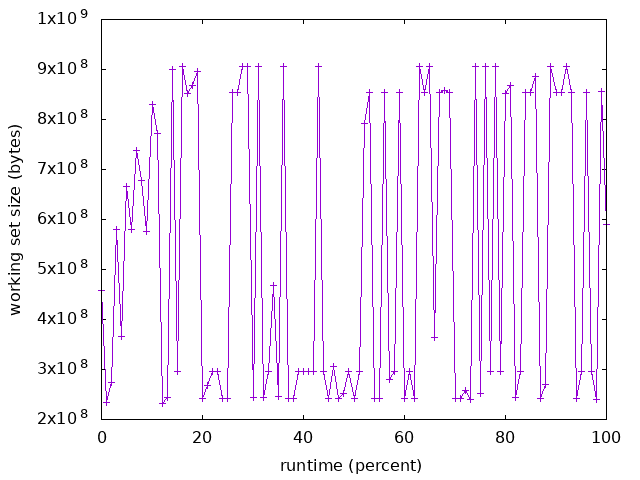 1x10^9
9x10^8
8x10^8
7x10^8
6x10^8
5x10^8
4x10^8
3x10^8
2x10^8
working set size (bytes)
0 20 40 60 80 100
runtime (percent)